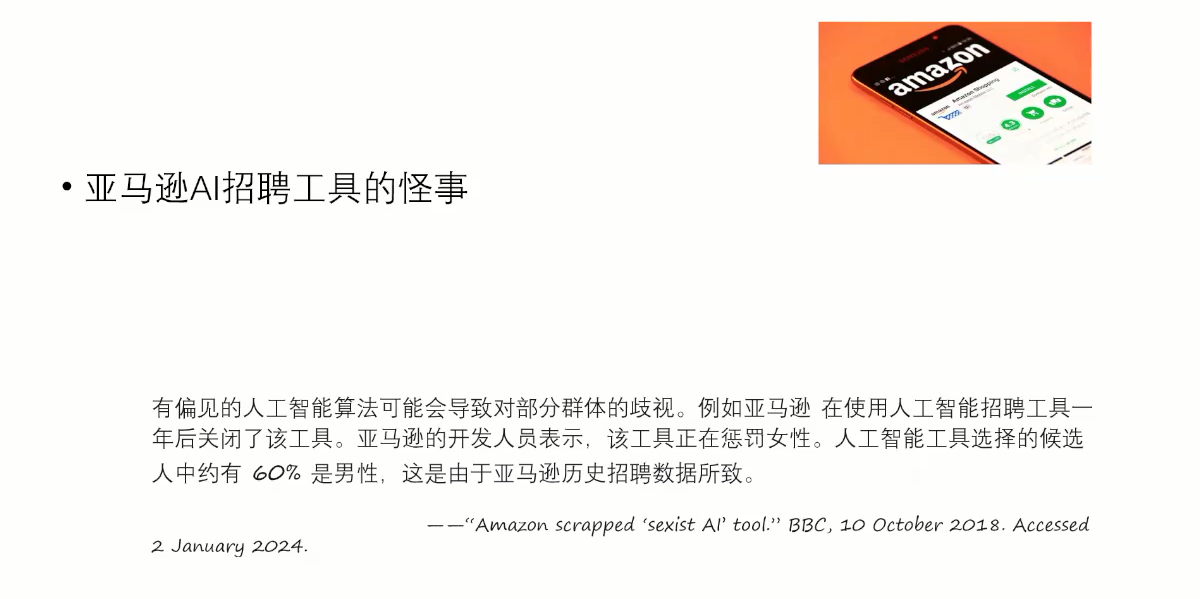 amazon
Amazon Shopping
• 亚马逊AI招聘工具的怪事
有偏见的人工智能算法可能会导致对部分群体的歧视。例如亚马逊 在使用人工智能招聘工具一
年后关闭了该工具。亚马逊的开发人员表示，该工具正在惩罚女性。人工智能工具选择的候选
人中约有 60% 是男性，这是由于亚马逊历史招聘数据所致。
——“Amazon scrapped ‘sexist AI’ tool.” BBC, 10 October 2018. Accessed
2 January 2024.